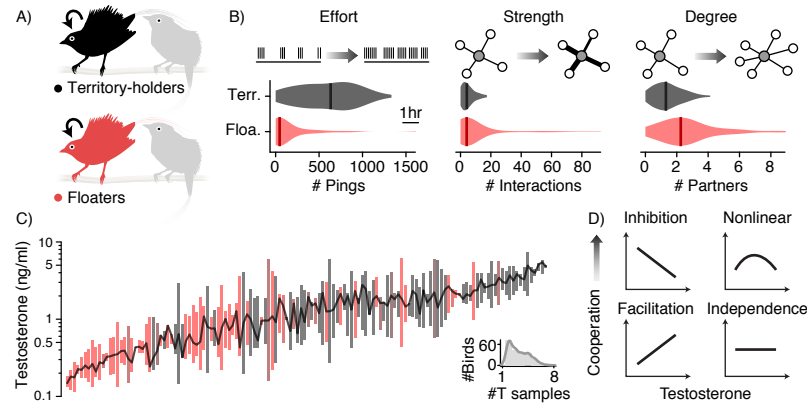 A)
Territory-holders
Floaters
B)
Effort
Strength
Degree
Terr.
Floa.
1hr
0 500 1000 1500
# Pings
0 20 40 60 80
# Interactions
0 2 4 6 8
# Partners
C)
Testosterone (ng/ml)
10
5
1
0.5
0.1
#Birds
60
0
1 8
#T samples
D)
Inhibition
Nonlinear
Facilitation
Independence
Cooperation
Testosterone